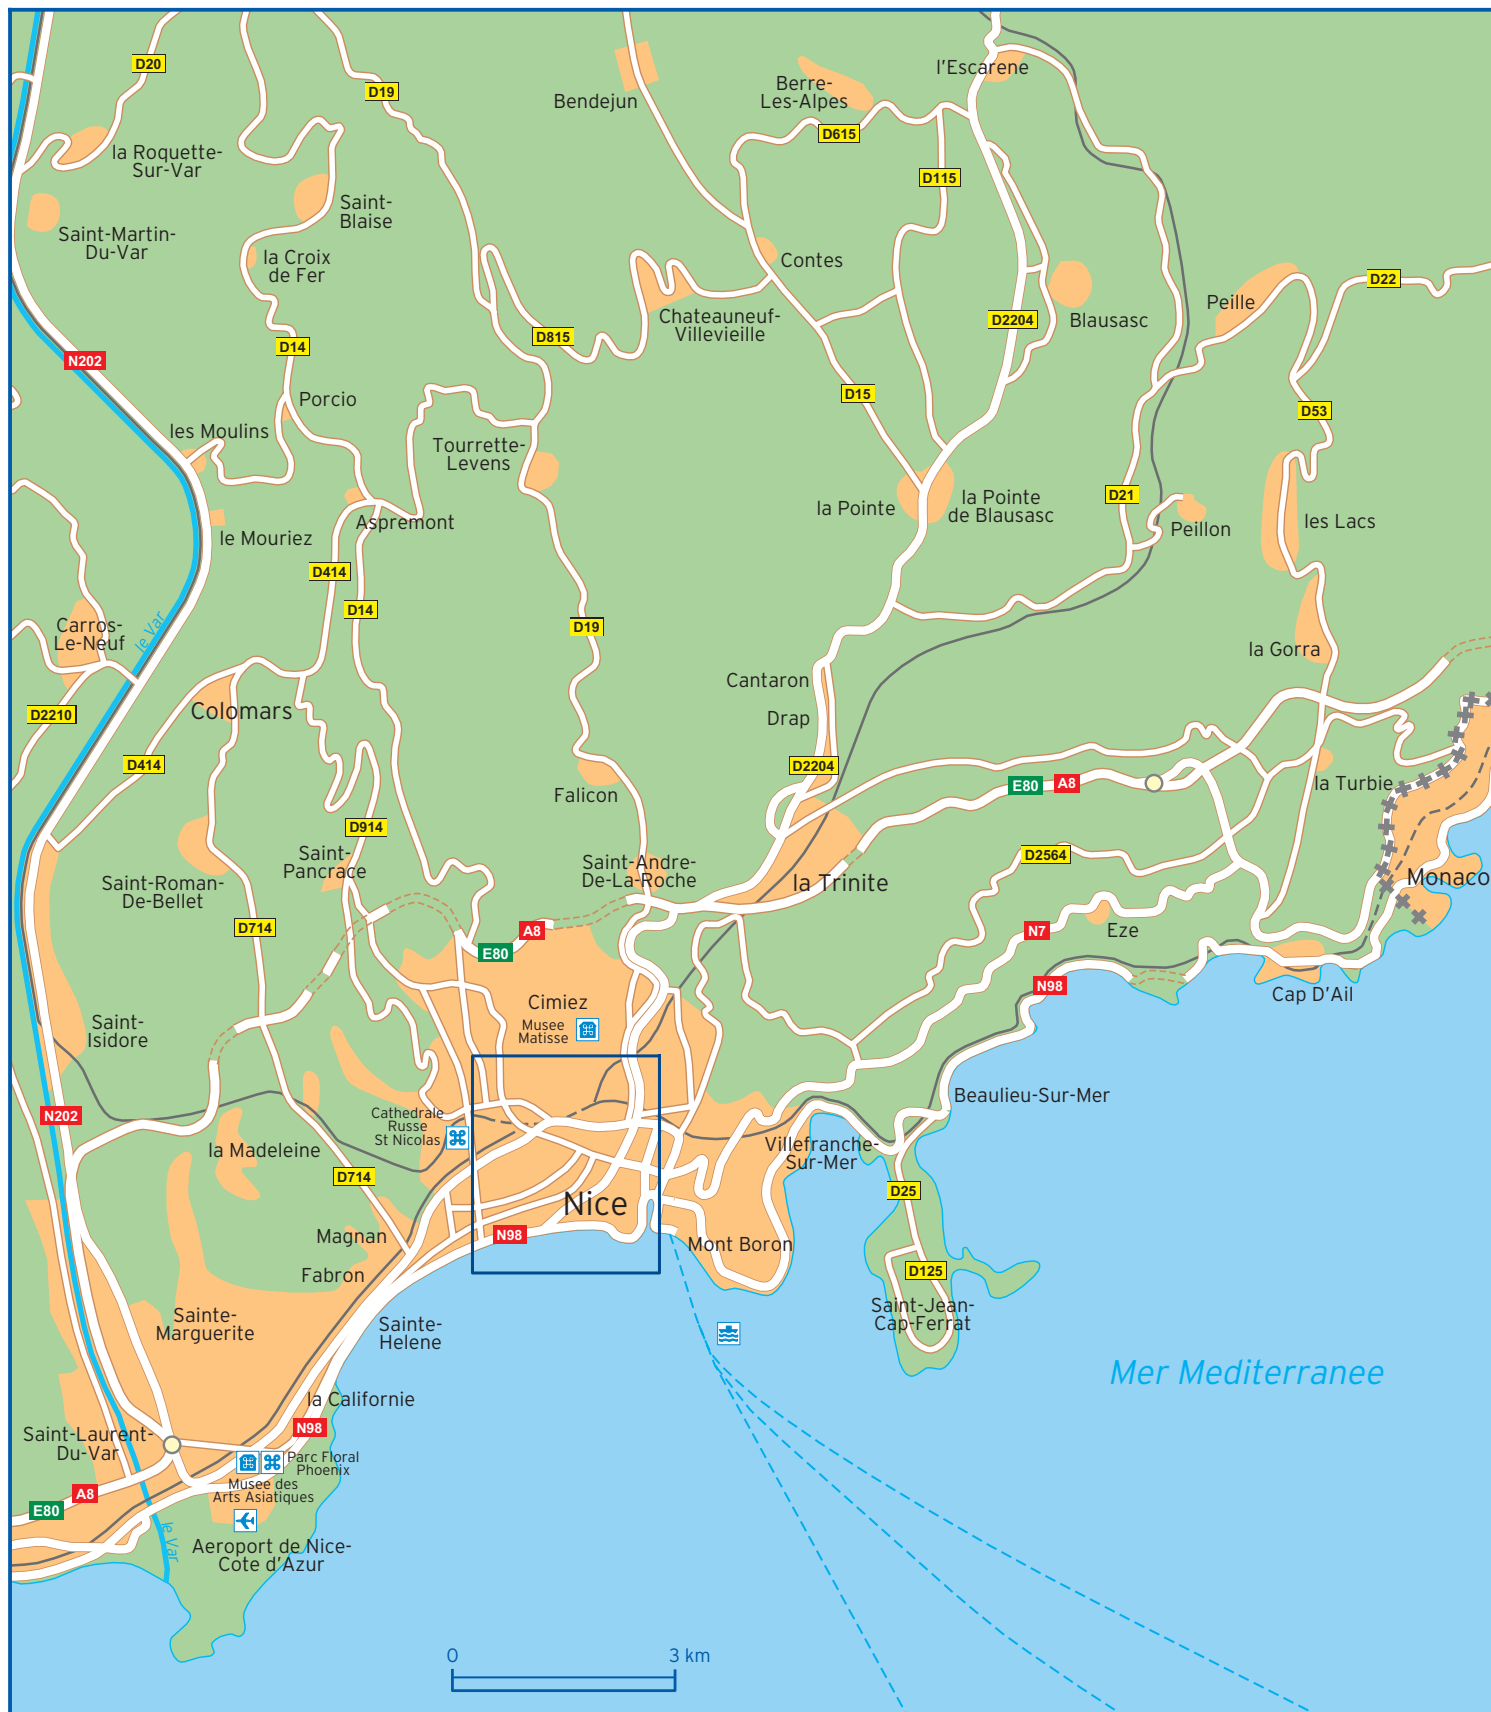 D20
D19
Bendejun
Berre-
Les-Alpes
l'Escarene
D615
la Roquette-
Sur-Var
D115
Saint-
Blaise
Saint-Martin-
Du-Var
la Croix
de Fer
Contes
D22
Peille
Chateauneuf-
Villevieille
D2204
Blausasc
D815
D14
N202
D15
Porcio
D53
les Moulins
Tourrette-
Levens
D21
la Pointe
la Pointe
de Blausasc
les Lacs
Aspremont
Peillon
le Mouriez
D414
D14
le Var
Carros-
Le-Neuf
D19
la Gorra
Cantaron
D2210
Colomars
Drap
D414
D2204
E80
A8
la Turbie
Falicon
D914
Saint-
Pancrace
D2564
Saint-Andre-
De-La-Roche
la Trinite
Monaco
Saint-Roman-
De-Bellet
D714
A8
E80
N7
Eze
N98
Cap D'Ail
Cimiez
Musee
Matisse
Saint-
Isidore
Beaulieu-Sur-Mer
N202
Cathedrale
Russe
St Nicolas
la Madeleine
Villefranche-
Sur-Mer
D714
D25
Nice
N98
Magnan
Mont Boron
Fabron
D125
Sainte-
Marguerite
Sainte-
Helene
Saint-Jean-
Cap-Ferrat
Mer Mediterranee
la Californie
N98
Saint-Laurent-
Du-Var
Parc Floral
Phoenix
Musee des
Arts Asiatiques
A8
E80
le Var
Aeroport de Nice-
Cote d'Azur
0
3 km